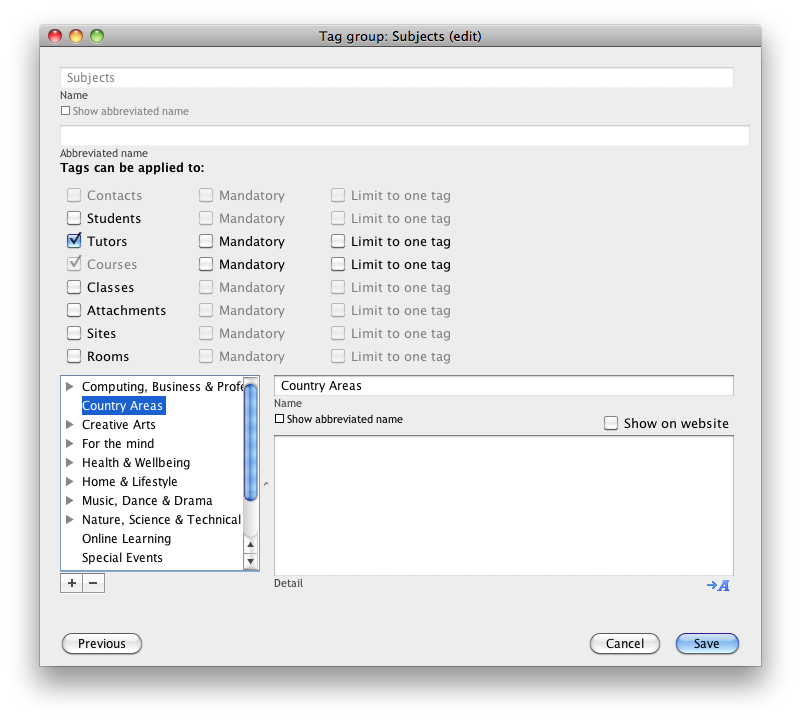 Tag group: Subjects (edit)
Subjects
Name
Show abbreviated name
Abbreviated name
Tags can be applied to:
Contacts Mandatory Limit to one tag
Students Mandatory Limit to one tag
Tutors Mandatory Limit to one tag
Courses Mandatory Limit to one tag
Classes Mandatory Limit to one tag
Attachments Mandatory Limit to one tag
Sites Mandatory Limit to one tag
Rooms Mandatory Limit to one tag
Computing, Business & Profe
Country Areas
Creative Arts
For the mind
Health & Wellbeing
Home & Lifestyle
Music, Dance & Drama
Nature, Science & Technical
Online Learning
Special Events
+ −
Country Areas
Name
Show abbreviated name
Show on website
Detail
A
Previous
Cancel
Save